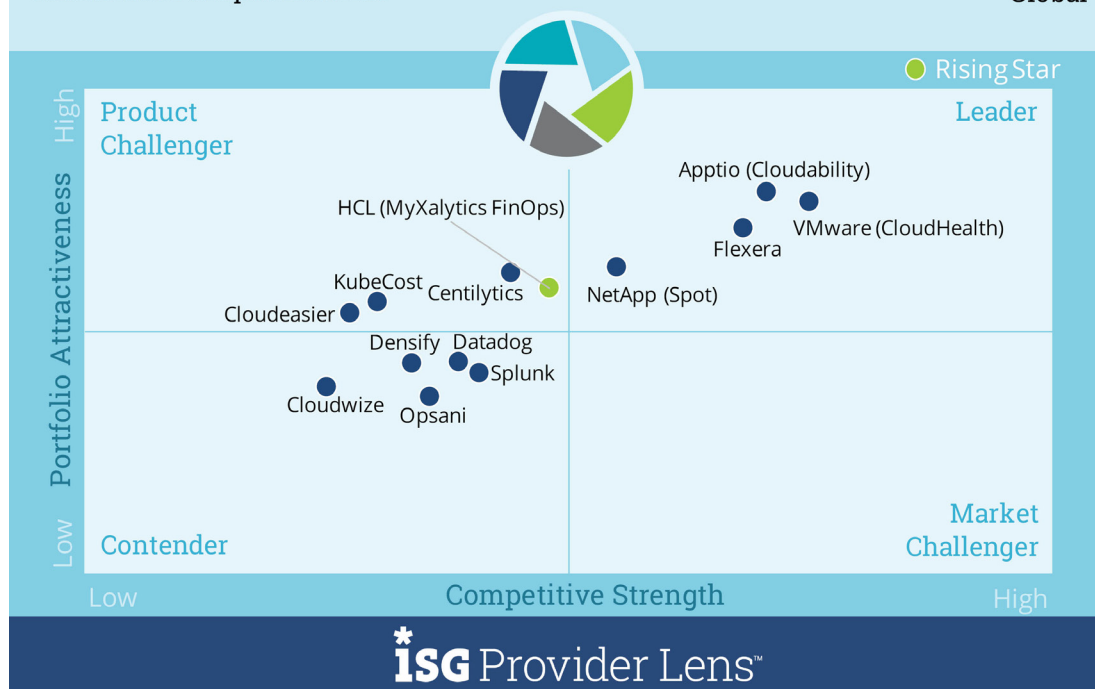 Rising Star
High
Product
Challenger
Leader
Apptio (Cloudability)
HCL (MyXalytics FinOps)
VMware (CloudHealth)
Flexera
KubeCost
Centilytics
NetApp (Spot)
Cloudeasier
Densify
Datadog
Splunk
Cloudwize
Opsani
Portfolio Attractiveness
Market
Challenger
Contender
Low
Low
Competitive Strength
High
*ISG Provider Lens™